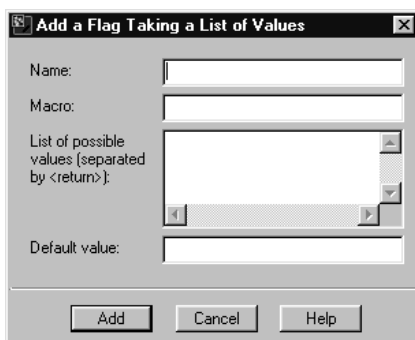 Add a Flag Taking a List of Values
Name:
Macro:
List of possible
values (separated
by <return>):
Default value:
Add Cancel Help